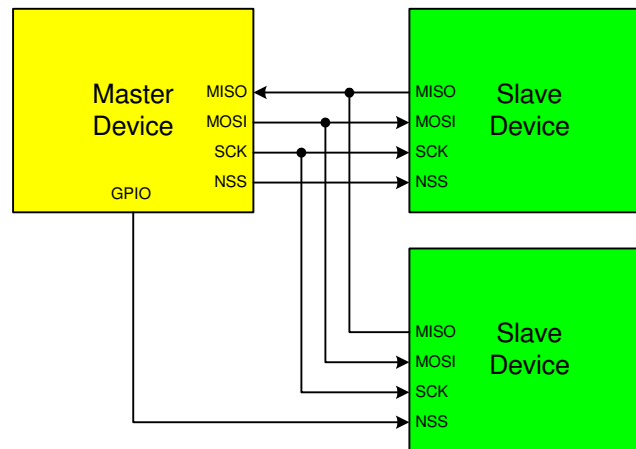 Master
Device
MISO
MOSI
SCK
NSS
GPIO
MISO
MOSI
SCK
NSS
Slave
Device
MISO
MOSI
SCK
NSS
Slave
Device